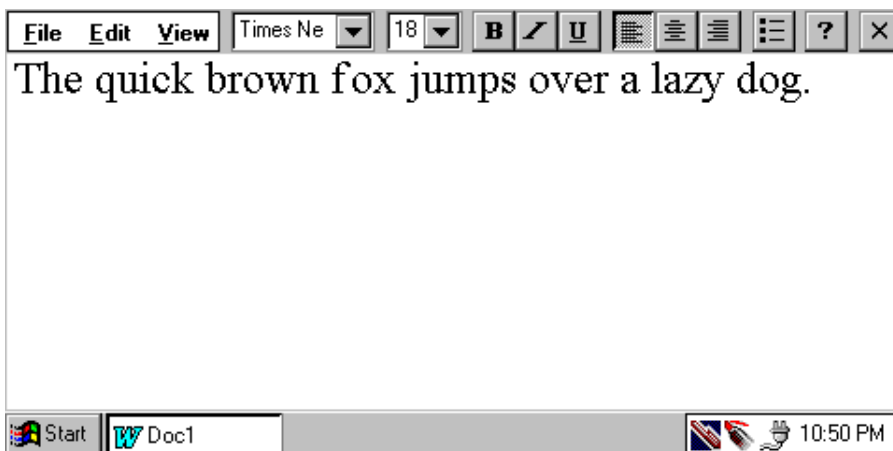 File Edit View Times Ne 18 B I U ? ×
The quick brown fox jumps over a lazy dog.
Start Doc1 10:50 PM